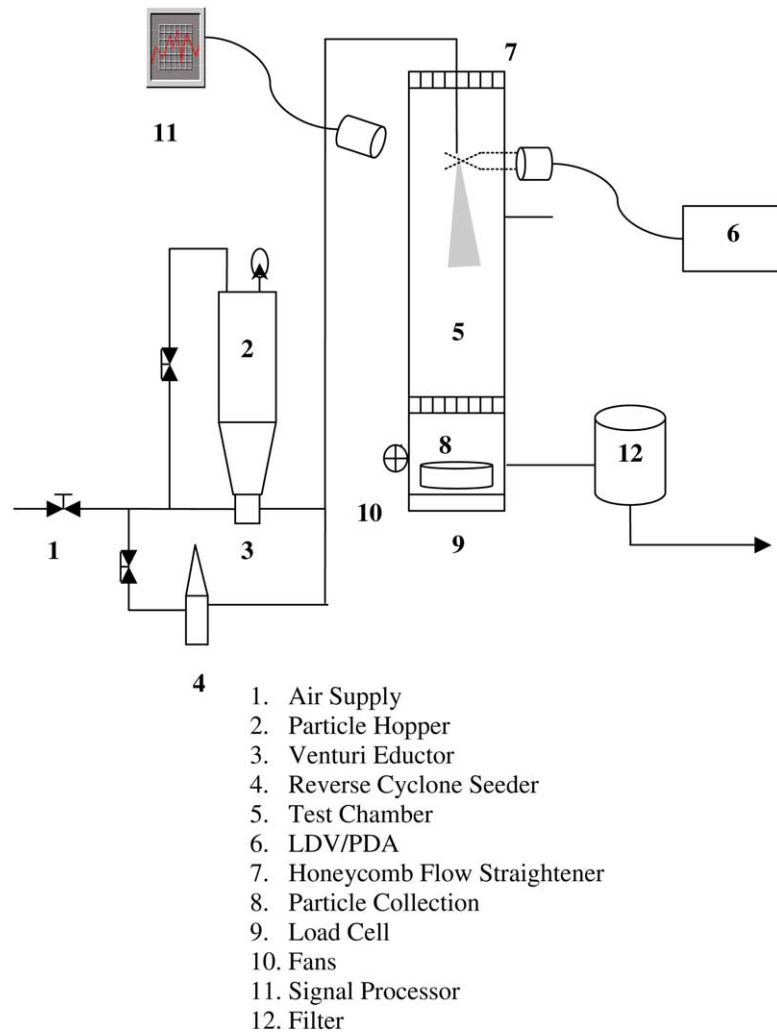 7
11
6
2
5
8
12
10
1
3
9
4
1. Air Supply
2. Particle Hopper
3. Venturi Eductor
4. Reverse Cyclone Seeder
5. Test Chamber
6. LDV/PDA
7. Honeycomb Flow Straightener
8. Particle Collection
9. Load Cell
10. Fans
11. Signal Processor
12. Filter